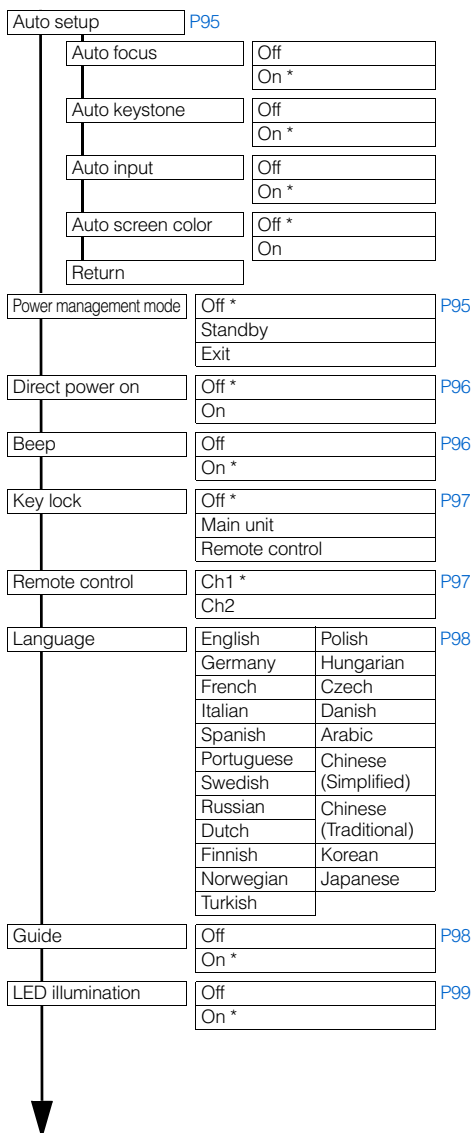 Auto setup P95
Auto focus Off
On *
Auto keystone Off
On *
Auto input Off
On *
Auto screen color Off *
On
Return
Power management mode Off * P95
Standby
Exit
Direct power on Off * P96
On
Beep Off P96
On *
Key lock Off * P97
Main unit
Remote control
Remote control Ch1 * P97
Ch2
Language English Polish P98
Germany Hungarian
French Czech
Italian Danish
Spanish Arabic
Portuguese Chinese
Swedish (Simplified)
Russian Chinese
Dutch (Traditional)
Finnish Korean
Norwegian Japanese
Turkish
Guide Off P98
On *
LED illumination Off P99
On *